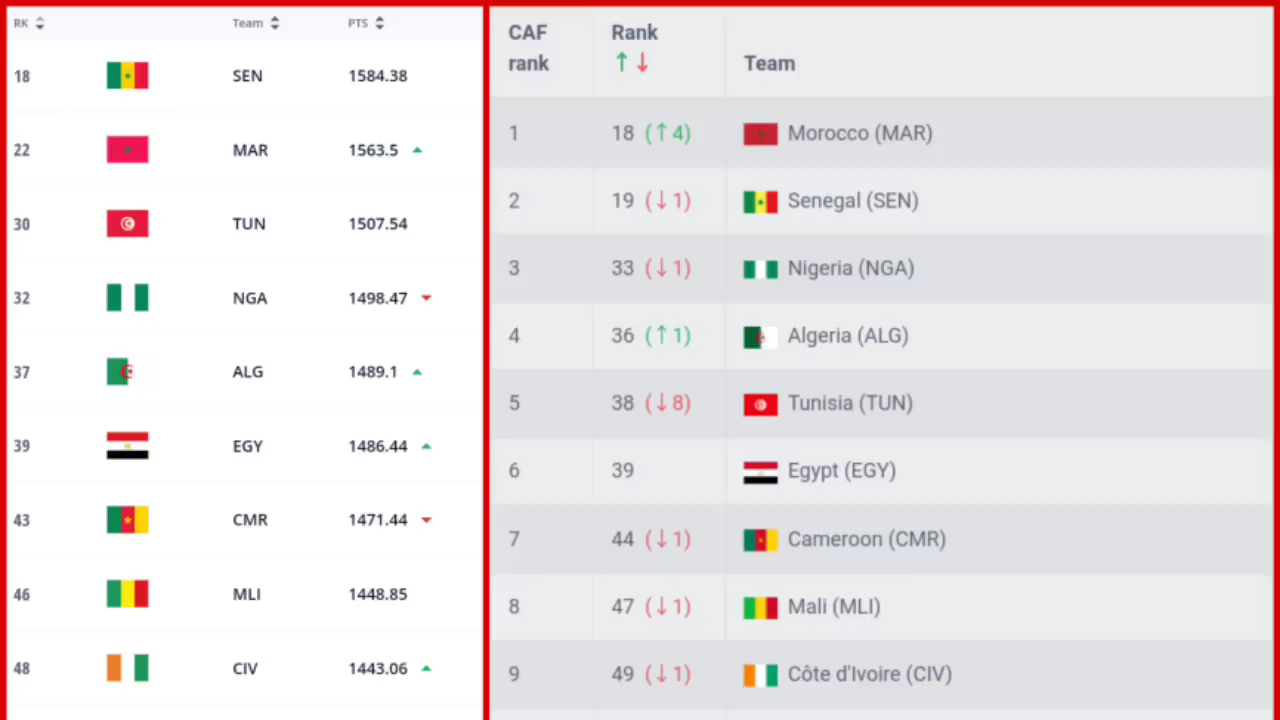 RK Team PTS
18 SEN 1584.38
22 MAR 1563.5
30 TUN 1507.54
32 NGA 1498.47
37 ALG 1489.1
39 EGY 1486.44
43 CMR 1471.44
46 MLI 1448.85
48 CIV 1443.06
CAF rank Rank ↑↓ Team
1 18 (↑4) Morocco (MAR)
2 19 (↓1) Senegal (SEN)
3 33 (↓1) Nigeria (NGA)
4 36 (↑1) Algeria (ALG)
5 38 (↓8) Tunisia (TUN)
6 39 Egypt (EGY)
7 44 (↓1) Cameroon (CMR)
8 47 (↓1) Mali (MLI)
9 49 (↓1) Côte d'Ivoire (CIV)